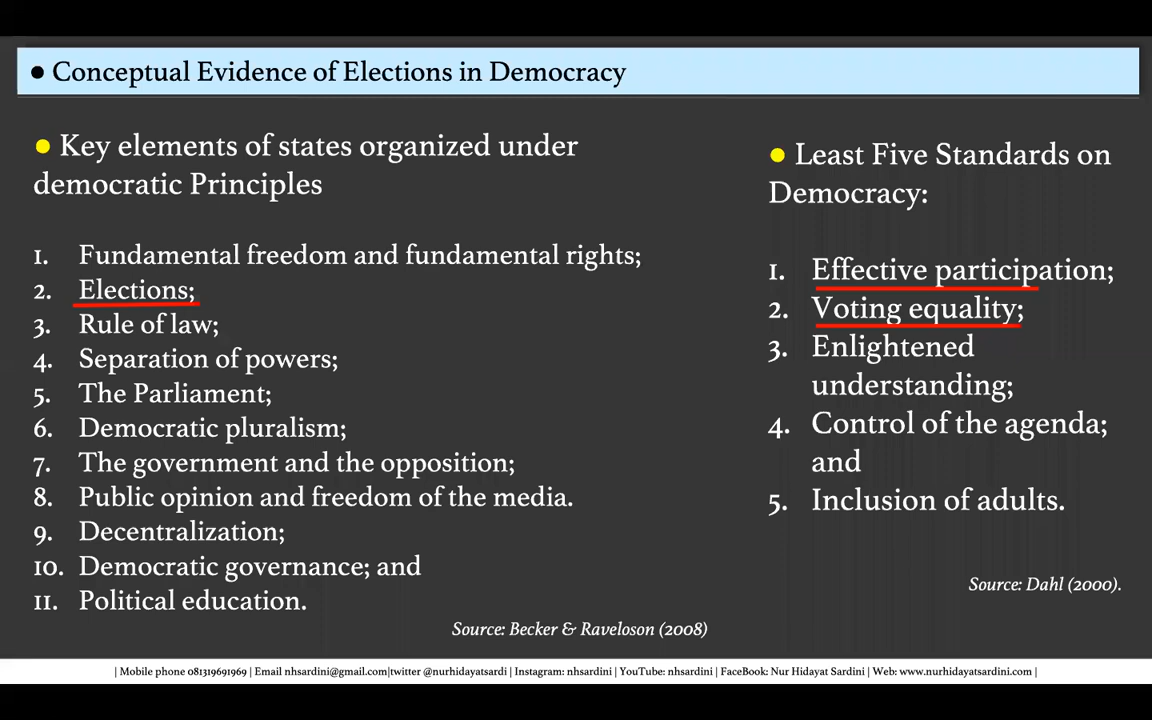 ● Conceptual Evidence of Elections in Democracy
● Key elements of states organized under
democratic Principles
1. Fundamental freedom and fundamental rights;
2. Elections;
3. Rule of law;
4. Separation of powers;
5. The Parliament;
6. Democratic pluralism;
7. The government and the opposition;
8. Public opinion and freedom of the media.
9. Decentralization;
10. Democratic governance; and
11. Political education.
Source: Becker & Raveloson (2008)
● Least Five Standards on
Democracy:
1. Effective participation;
2. Voting equality;
3. Enlightened
understanding;
4. Control of the agenda;
and
5. Inclusion of adults.
Source: Dahl (2000).
| Mobile phone 081319691969 | Email nhsardini@gmail.com|twitter @nurhidayatsardi | Instagram: nhsardini | YouTube: nhsardini | FaceBook: Nur Hidayat Sardini | Web: www.nurhidayatsardini.com |